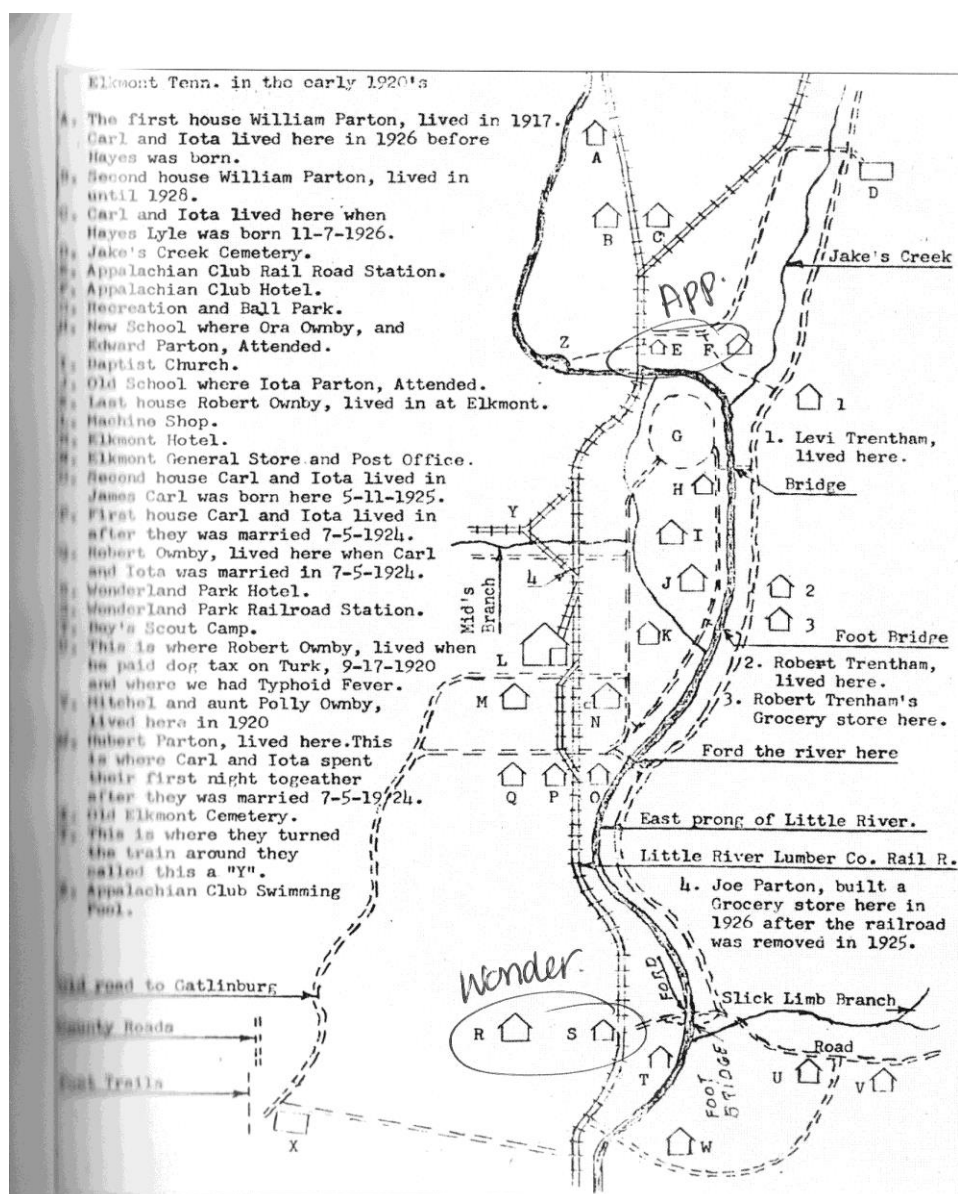 Elkmont Tenn. in the early 1920's
A; The first house William Parton, lived in 1917.
Carl and Iota lived here in 1926 before
Hayes was born.
B; Second house William Parton, lived in
until 1928.
C; Carl and Iota lived here when
Hayes Lyle was born 11-7-1926.
D; Jake's Creek Cemetery.
E; Appalachian Club Rail Road Station.
F; Appalachian Club Hotel.
G; Recreation and Ball Park.
H; New School where Ora Ownby, and
Edward Parton, Attended.
I; Baptist Church.
J; Old School where Iota Parton, Attended.
K; Last house Robert Ownby, lived in at Elkmont.
L; Machine Shop.
M; Elkmont Hotel.
N; Elkmont General Store and Post Office.
O; Second house Carl and Iota lived in
James Carl was born here 5-11-1925.
P; First house Carl and Iota lived in
after they was married 7-5-1924.
Q; Robert Ownby, lived here when Carl
and Iota was married in 7-5-1924.
R; Wonderland Park Hotel.
S; Wonderland Park Railroad Station.
T; Boy's Scout Camp.
U; This is where Robert Ownby, lived when
he paid dog tax on Turk, 9-17-1920
and where we had Typhoid Fever.
V; Mitchel and aunt Polly Ownby,
lived here in 1920
W; Hubert Parton, lived here.This
is where Carl and Iota spent
their first night togeather
after they was married 7-5-1924.
X; Old Elkmont Cemetery.
Y; This is where they turned
the train around they
called this a "Y".
Z; Appalachian Club Swimming
Pool.
Old road to Gatlinburg
County Roads
Foot Trails
A
B
C
D
Jake's Creek
App.
Z
E
F
1
G
1. Levi Trentham,
lived here.
H
Bridge
Y
I
4
J
2
3
Mid's
Branch
K
Foot Bridge
L
2. Robert Trentham,
lived here.
M
N
3. Robert Trenham's
Grocery store here.
Ford the river here
Q
P
O
East prong of Little River.
Little River Lumber Co. Rail R.
4. Joe Parton, built a
Grocery store here in
1926 after the railroad
was removed in 1925.
Wonder.
FORD
Slick Limb Branch
R
S
Road
T
FOOT
BRIDGE
U
V
W
X